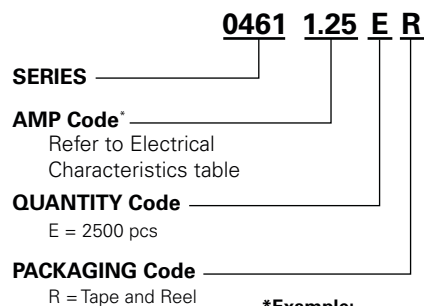 0461 1.25 E R
SERIES
AMP Code*
Refer to Electrical
Characteristics table
QUANTITY Code
E = 2500 pcs
PACKAGING Code
R = Tape and Reel
*Example: